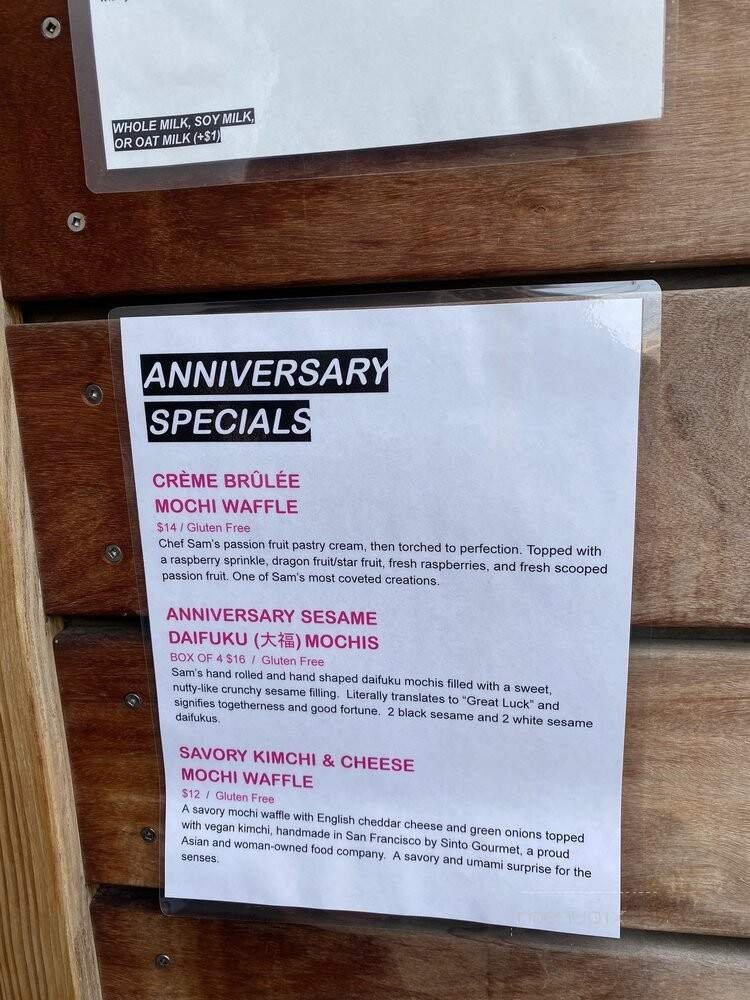 WHOLE MILK, SOY MILK,
OR OAT MILK (+$1)
ANNIVERSARY
SPECIALS
CRÈME BRÛLÉE
MOCHI WAFFLE
$14 / Gluten Free
Chef Sam's passion fruit pastry cream, then torched to perfection. Topped with
a raspberry sprinkle, dragon fruit/star fruit, fresh raspberries, and fresh scooped
passion fruit. One of Sam's most coveted creations.
ANNIVERSARY SESAME
DAIFUKU (大福) MOCHIS
BOX OF 4 $16 / Gluten Free
Sam's hand rolled and hand shaped daifuku mochis filled with a sweet,
nutty-like crunchy sesame filling. Literally translates to "Great Luck" and
signifies togetherness and good fortune. 2 black sesame and 2 white sesame
daifukus.
SAVORY KIMCHI & CHEESE
MOCHI WAFFLE
$12 / Gluten Free
A savory mochi waffle with English cheddar cheese and green onions topped
with vegan kimchi, handmade in San Francisco by Sinto Gourmet, a proud
Asian and woman-owned food company. A savory and umami surprise for the
senses.